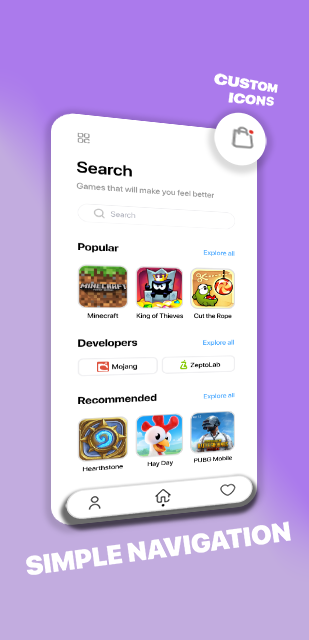 CUSTOM
ICONS
Search
Games that will make you feel better
Search
Popular
Explore all
MINECRAFT
Minecraft
King of Thieves
Cut the Rope
Developers
Explore all
Mojang
ZeptoLab
Recommended
Explore all
Hearthstone
Hay Day
PUBG Mobile
SIMPLE NAVIGATION